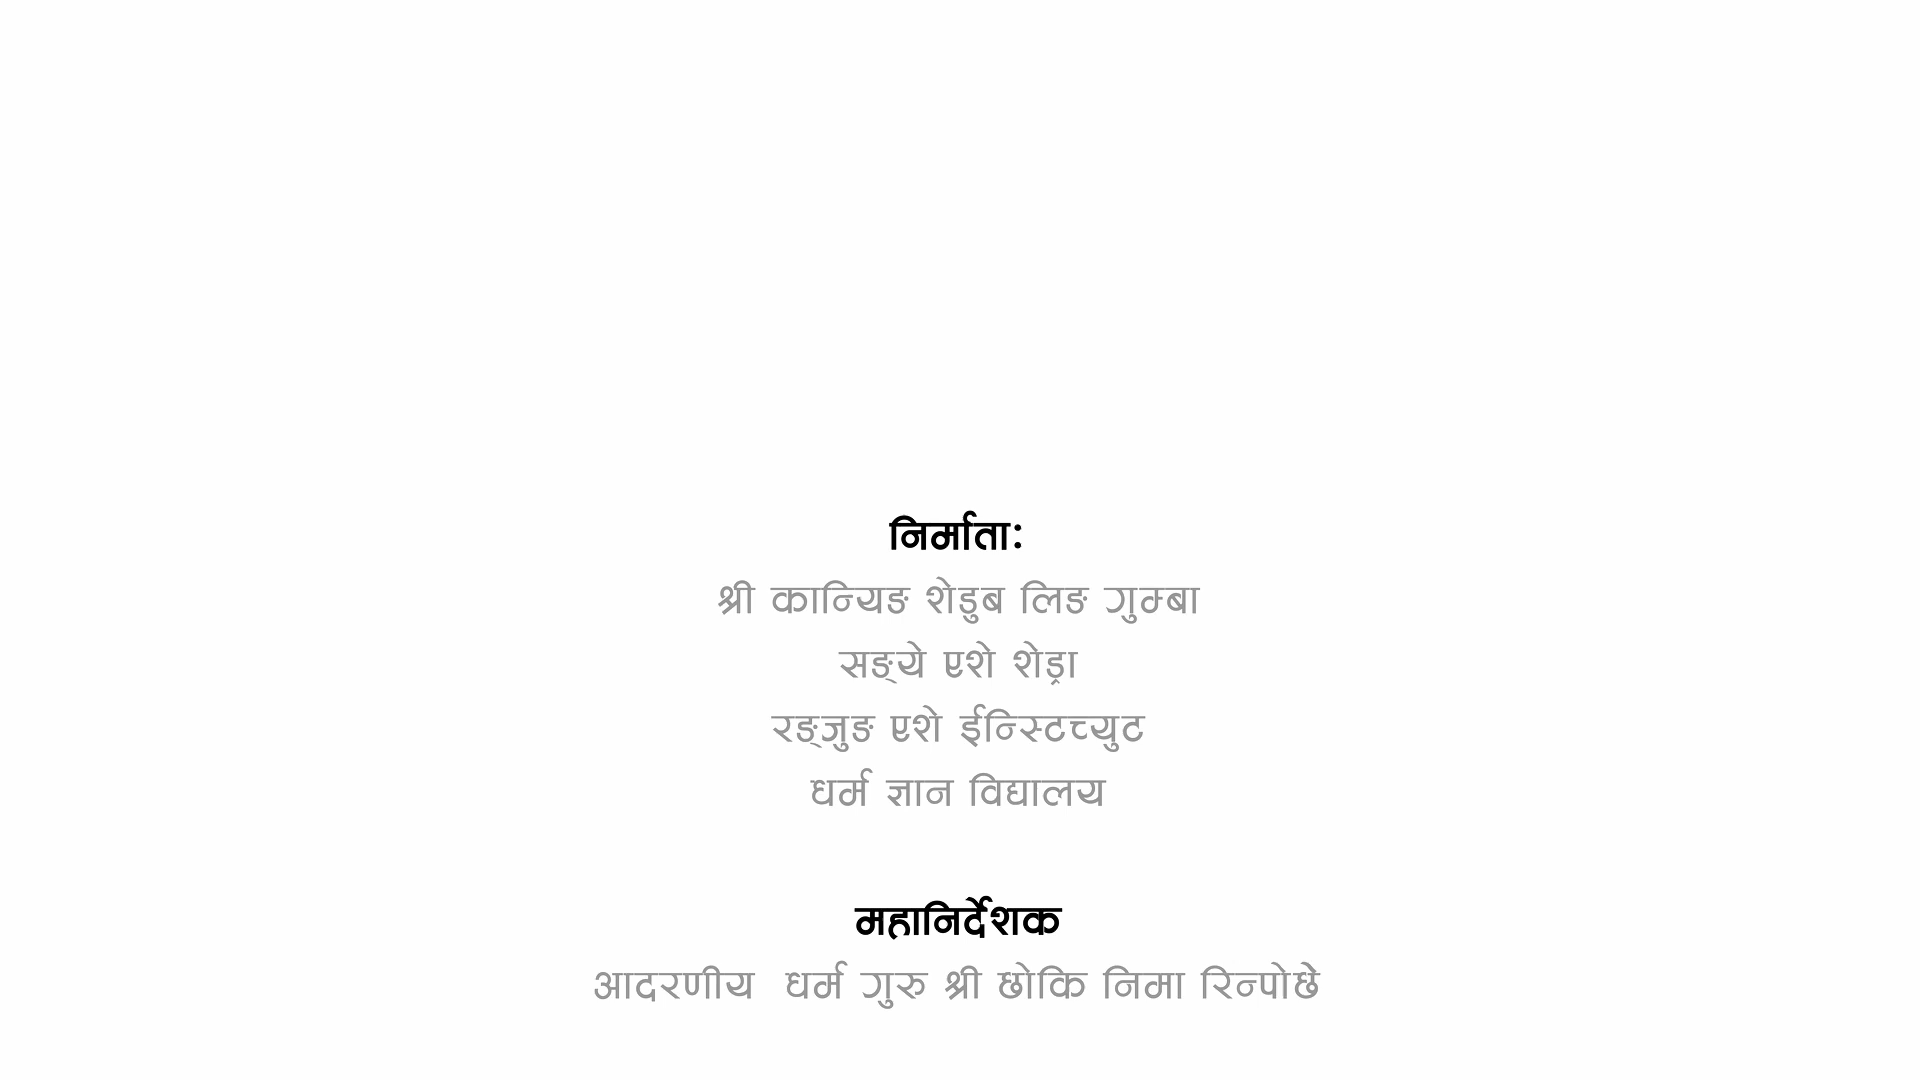 निर्माताः
श्री कान्यिङ शेडुब लिङ गुम्बा
सङ्ये एशे शेड्रा
रङ्जुङ एशे ईन्स्टिच्युट
धर्म ज्ञान विद्यालय
महानिर्देशक
आदरणीय धर्म गुरु श्री छोकि निमा रिन्पोछे